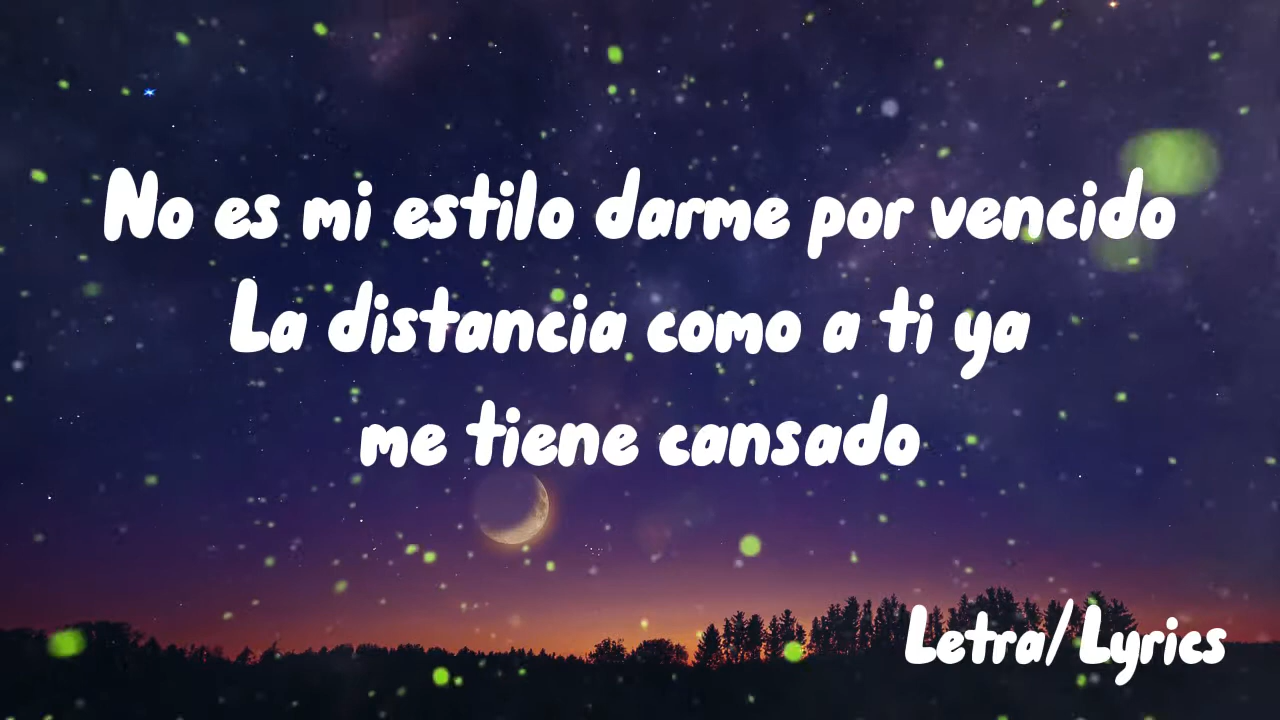 No es mi estilo darme por vencido
La distancia como a ti ya
me tiene cansado
Letra/Lyrics